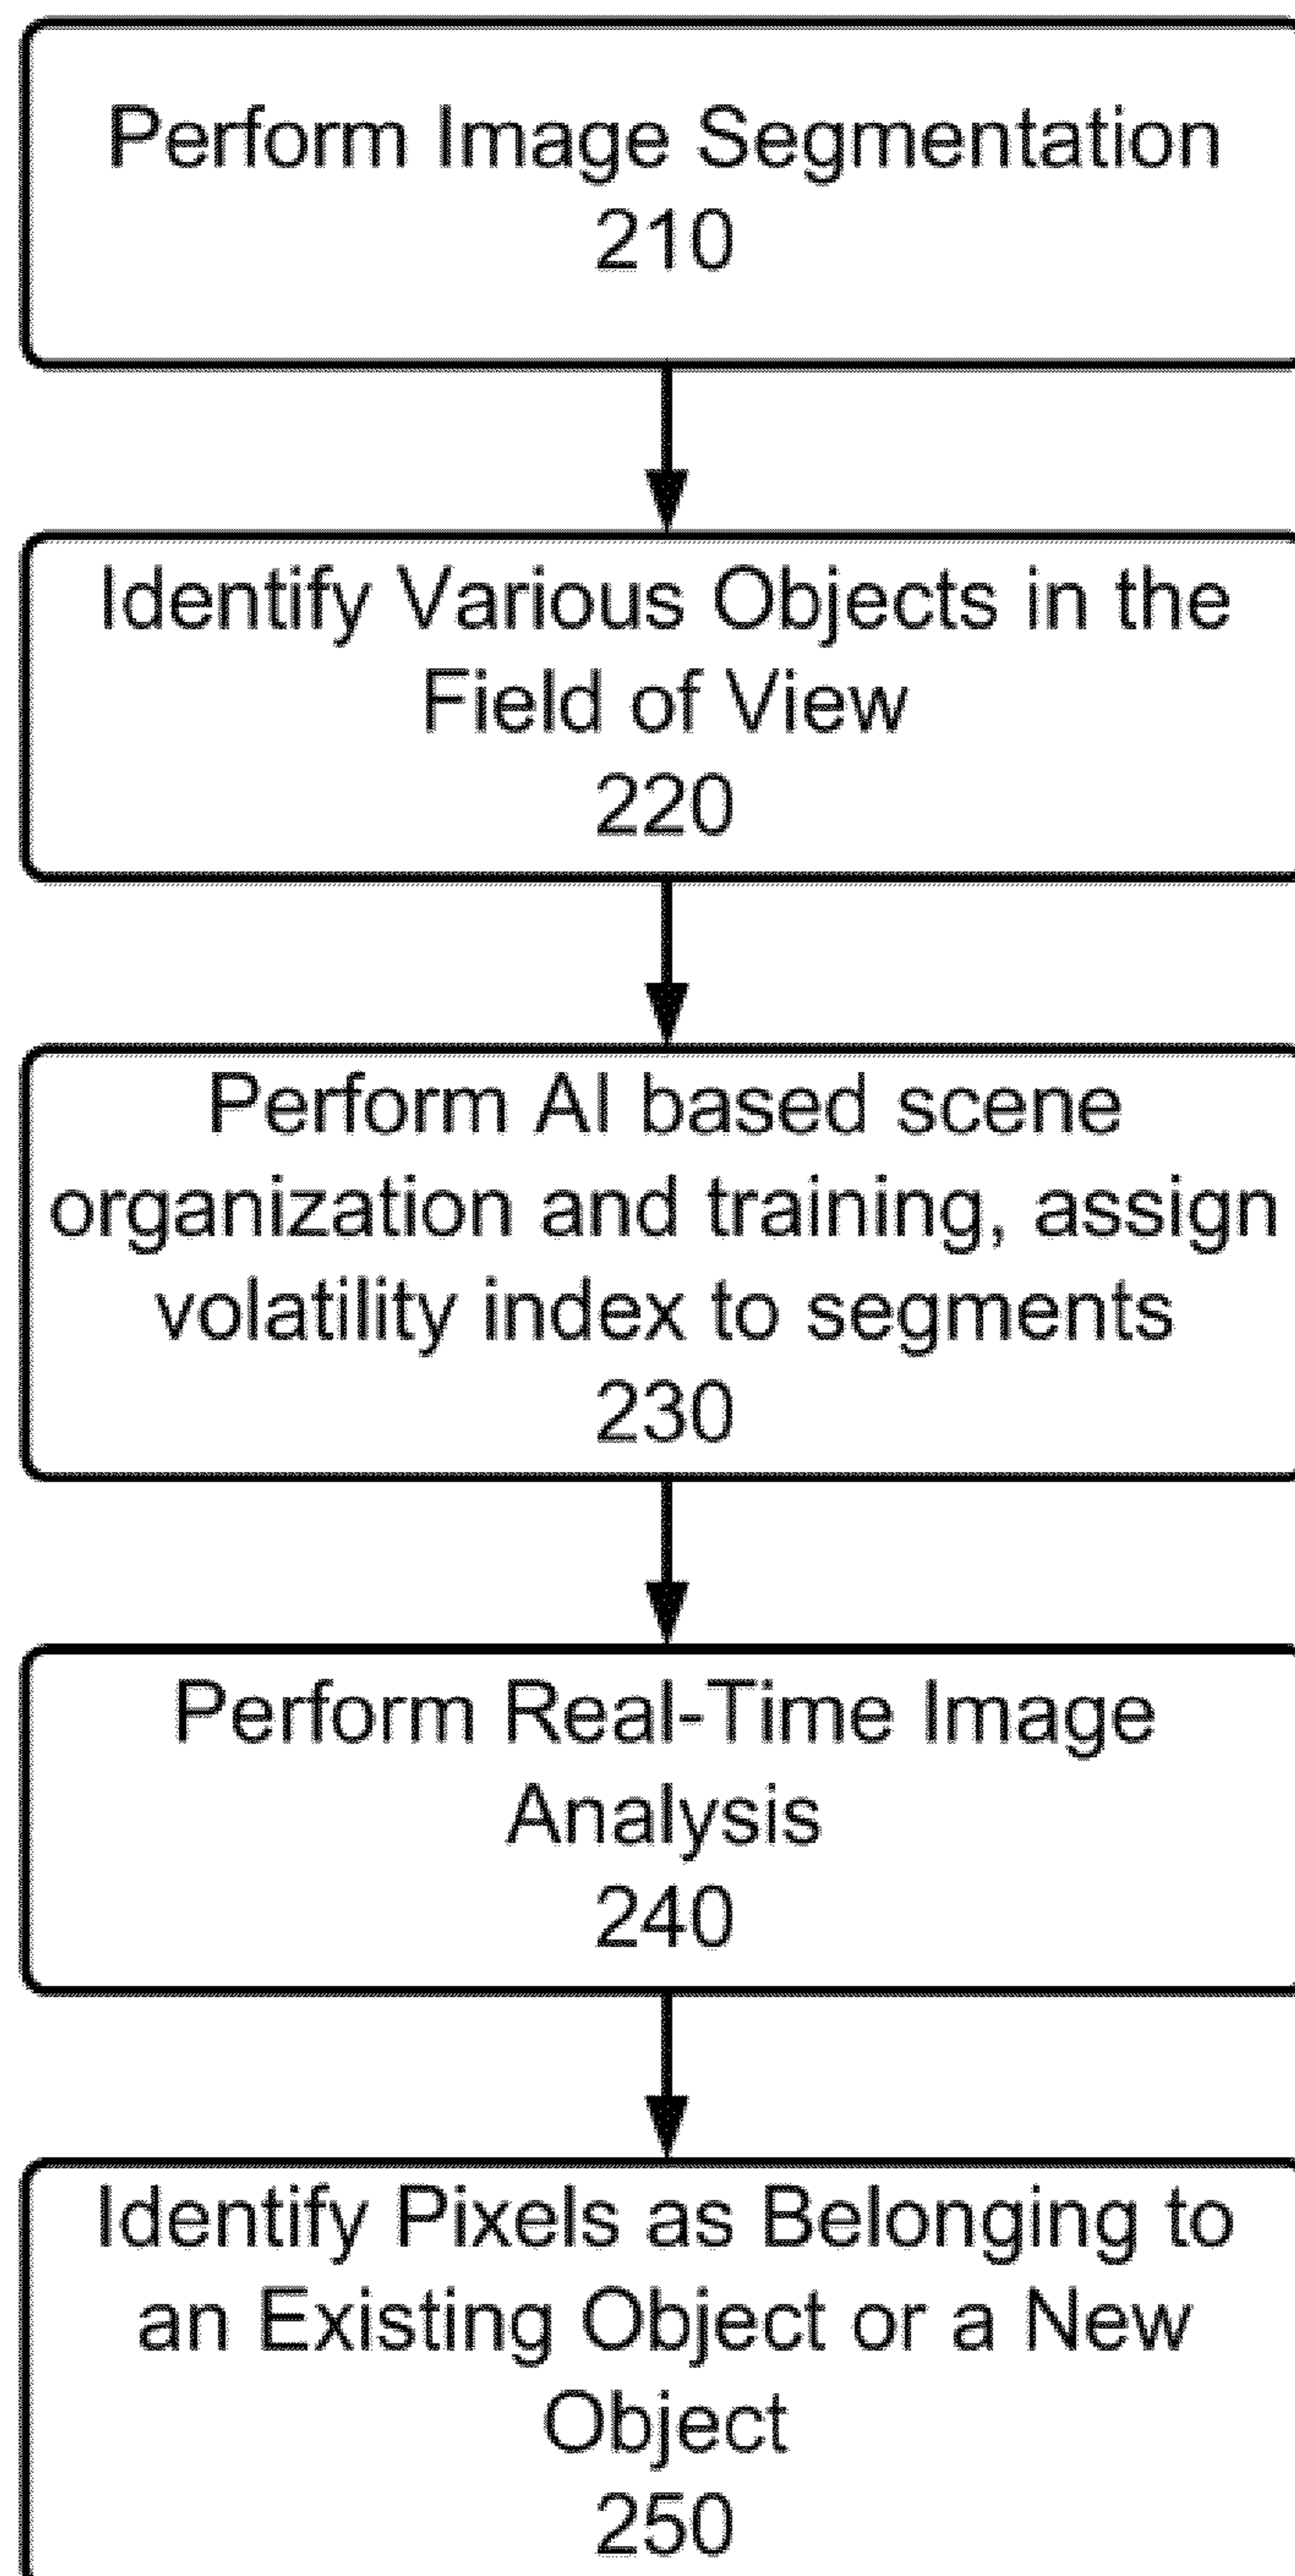 Perform Image Segmentation
210
Identify Various Objects in the
Field of View
220
Perform AI based scene
organization and training, assign
volatility index to segments
230
Perform Real-Time Image
Analysis
240
Identify Pixels as Belonging to
an Existing Object or a New
Object
250